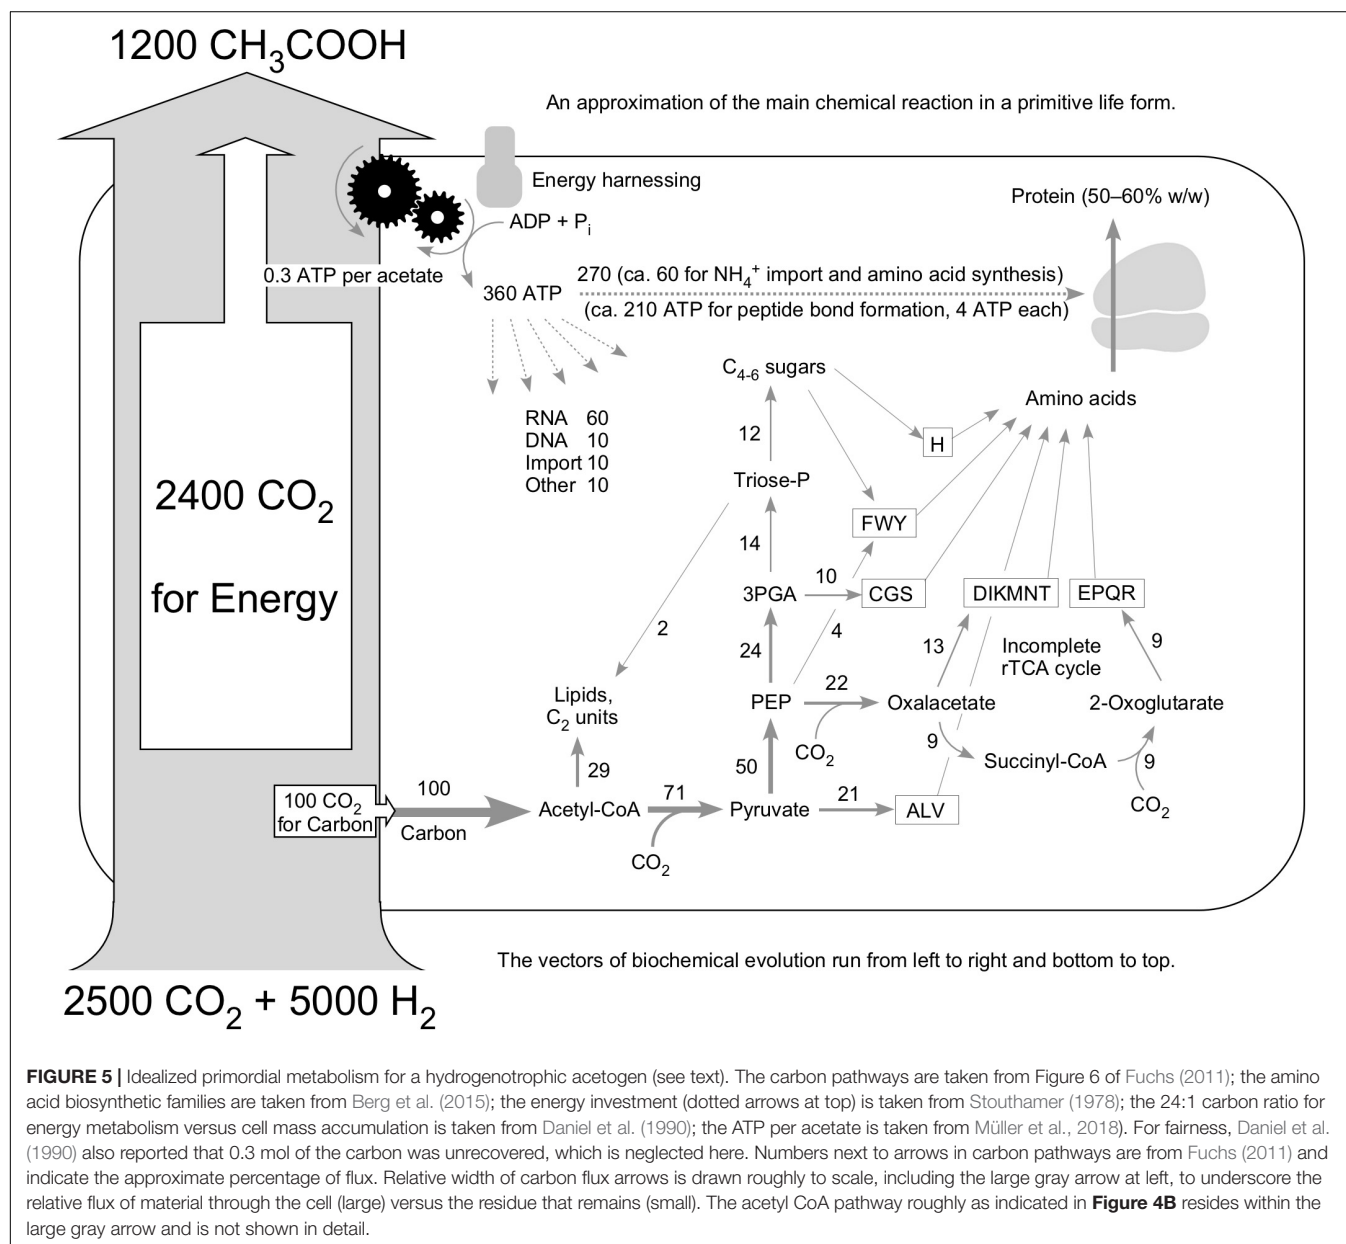 1200 CH₃COOH
An approximation of the main chemical reaction in a primitive life form.
Energy harnessing
Protein (50–60% w/w)
ADP + Pᵢ
0.3 ATP per acetate
360 ATP
270 (ca. 60 for NH₄⁺ import and amino acid synthesis)
(ca. 210 ATP for peptide bond formation, 4 ATP each)
RNA 60
DNA 10
Import 10
Other 10
C₄₋₆ sugars
Amino acids
H
12
Triose-P
FWY
14
2
3PGA
10
CGS
DIKMNT
EPQR
4
24
13
Incomplete
rTCA cycle
9
Lipids,
C₂ units
PEP
22
Oxalacetate
2-Oxoglutarate
CO₂
9
Succinyl-CoA
9
CO₂
29
50
2400 CO₂
for Energy
100 CO₂
for Carbon
100
Carbon
Acetyl-CoA
71
CO₂
Pyruvate
21
ALV
The vectors of biochemical evolution run from left to right and bottom to top.
2500 CO₂ + 5000 H₂
FIGURE 5 | Idealized primordial metabolism for a hydrogenotrophic acetogen (see text). The carbon pathways are taken from Figure 6 of Fuchs (2011); the amino
acid biosynthetic families are taken from Berg et al. (2015); the energy investment (dotted arrows at top) is taken from Stouthamer (1978); the 24:1 carbon ratio for
energy metabolism versus cell mass accumulation is taken from Daniel et al. (1990); the ATP per acetate is taken from Müller et al., 2018). For fairness, Daniel et al.
(1990) also reported that 0.3 mol of the carbon was unrecovered, which is neglected here. Numbers next to arrows in carbon pathways are from Fuchs (2011) and
indicate the approximate percentage of flux. Relative width of carbon flux arrows is drawn roughly to scale, including the large gray arrow at left, to underscore the
relative flux of material through the cell (large) versus the residue that remains (small). The acetyl CoA pathway roughly as indicated in Figure 4B resides within the
large gray arrow and is not shown in detail.